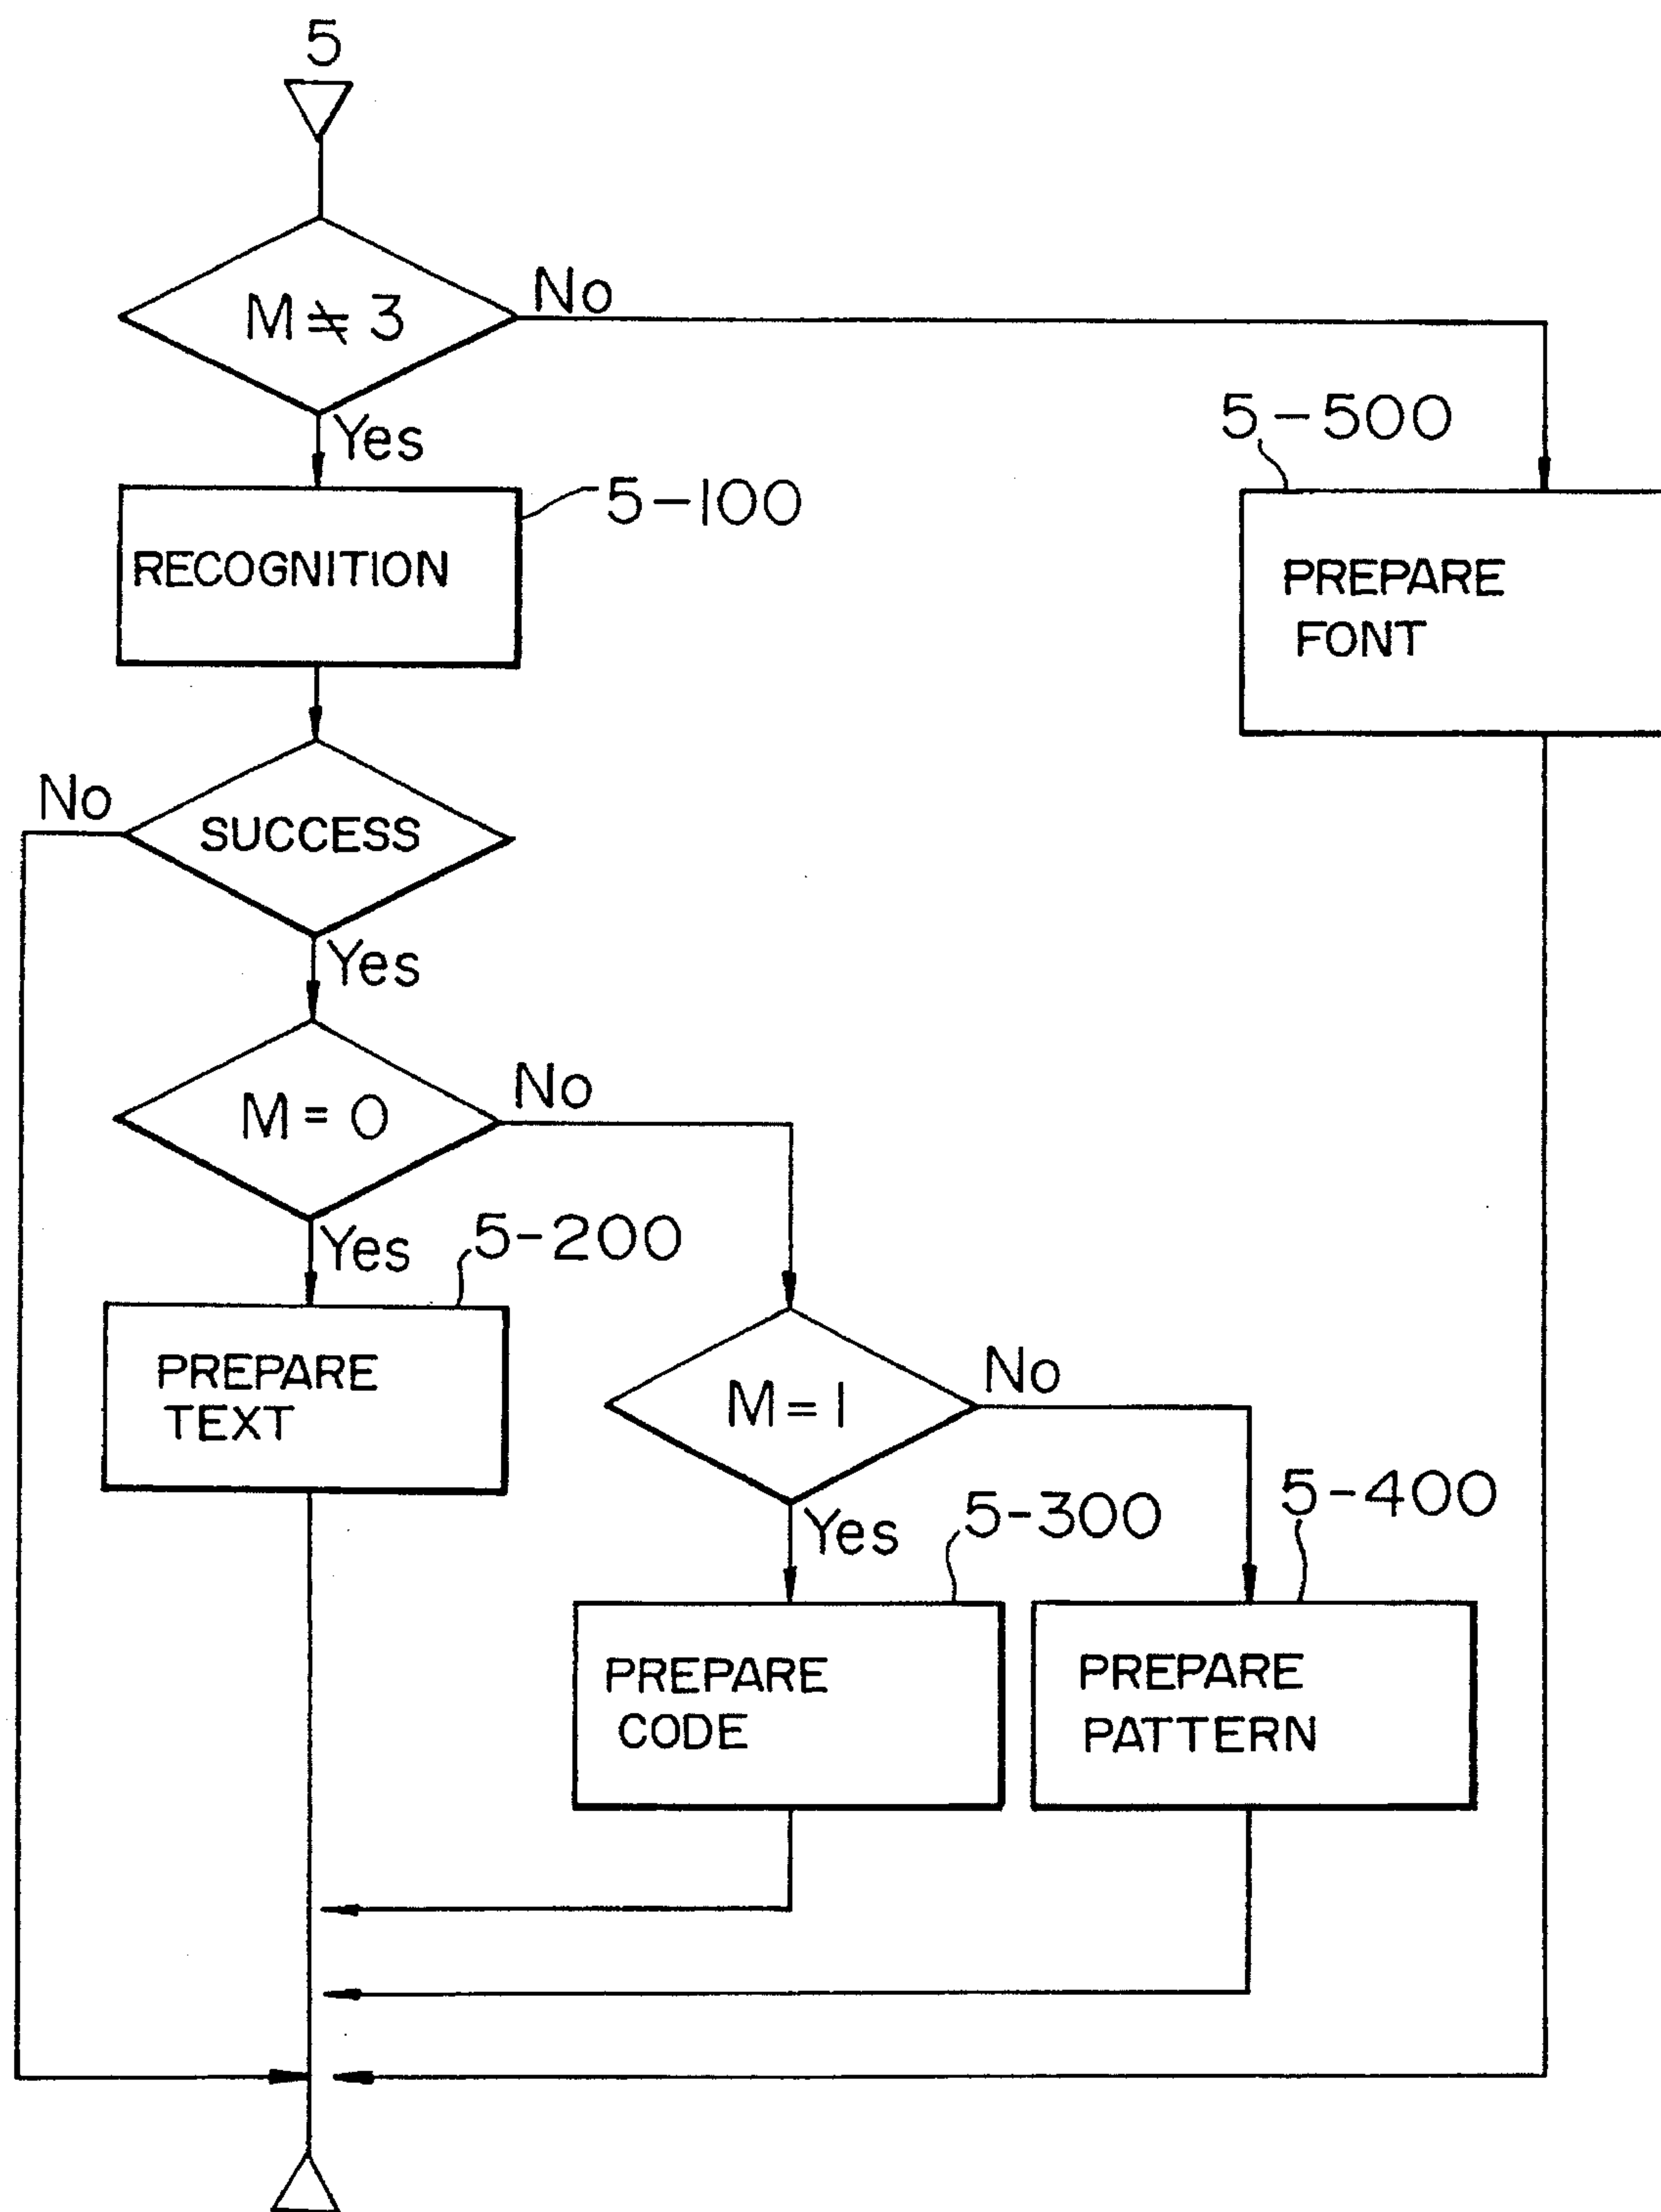 5
M ≠ 3
No
Yes
5-500
5-100
RECOGNITION
PREPARE
FONT
No
SUCCESS
Yes
M = 0
No
Yes
5-200
PREPARE
TEXT
M = 1
No
Yes
5-300
5-400
PREPARE
CODE
PREPARE
PATTERN